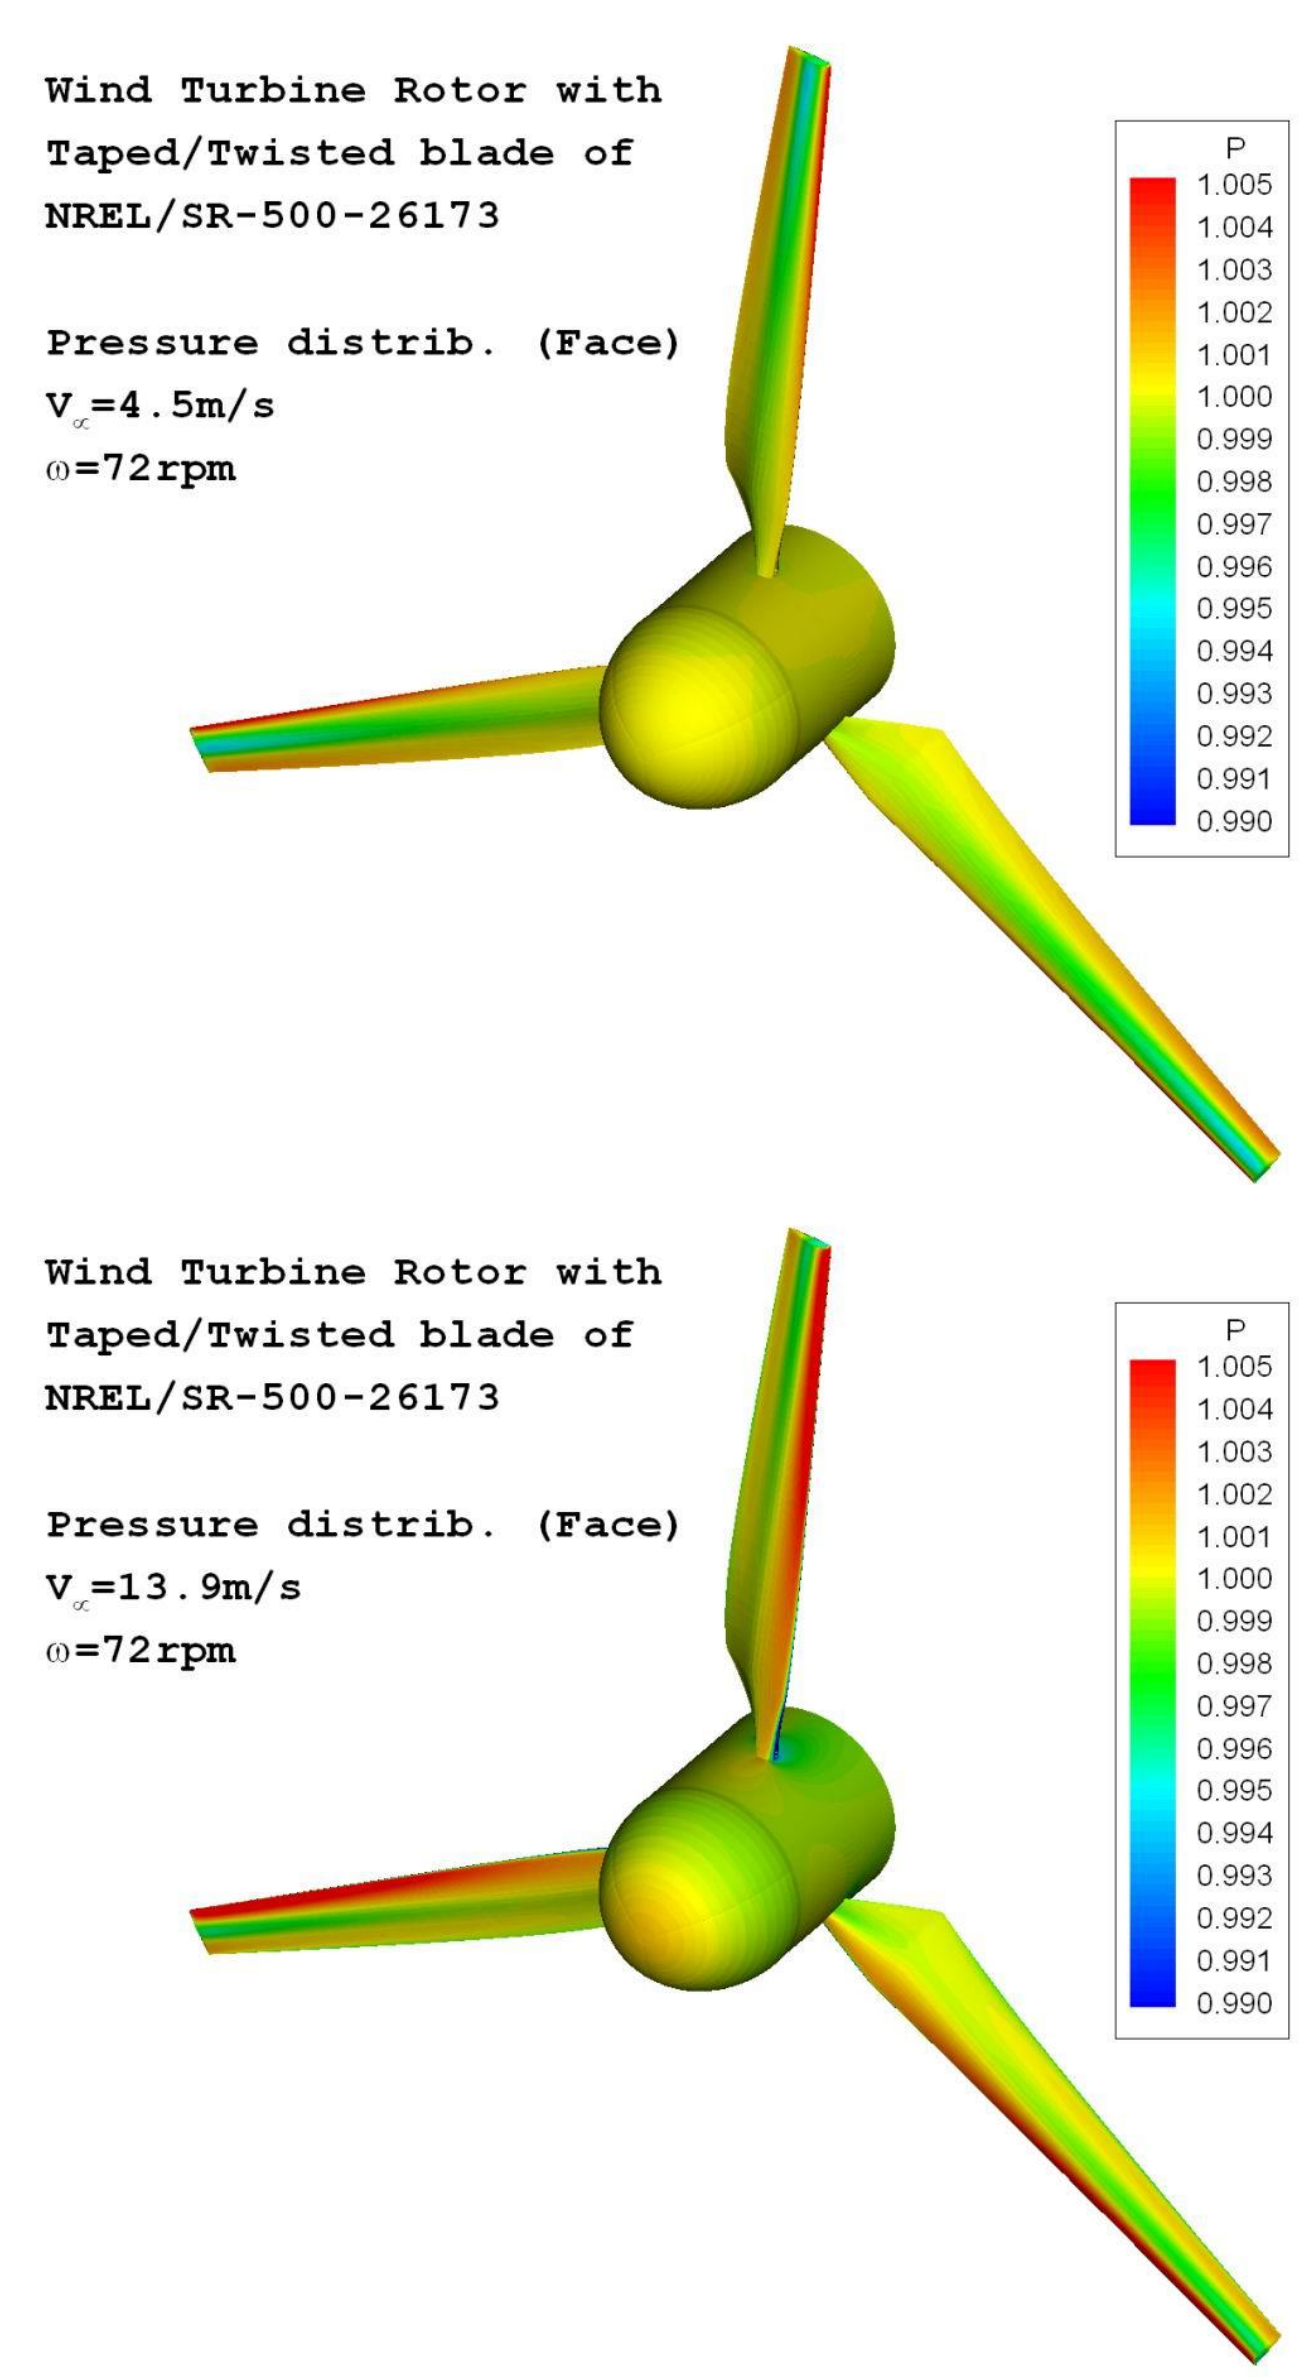 Wind Turbine Rotor with
Taped/Twisted blade of
NREL/SR-500-26173
Pressure distrib. (Face)
V∝=4.5m/s
ω=72rpm
P
1.005
1.004
1.003
1.002
1.001
1.000
0.999
0.998
0.997
0.996
0.995
0.994
0.993
0.992
0.991
0.990
Wind Turbine Rotor with
Taped/Twisted blade of
NREL/SR-500-26173
Pressure distrib. (Face)
V∝=13.9m/s
ω=72rpm
P
1.005
1.004
1.003
1.002
1.001
1.000
0.999
0.998
0.997
0.996
0.995
0.994
0.993
0.992
0.991
0.990